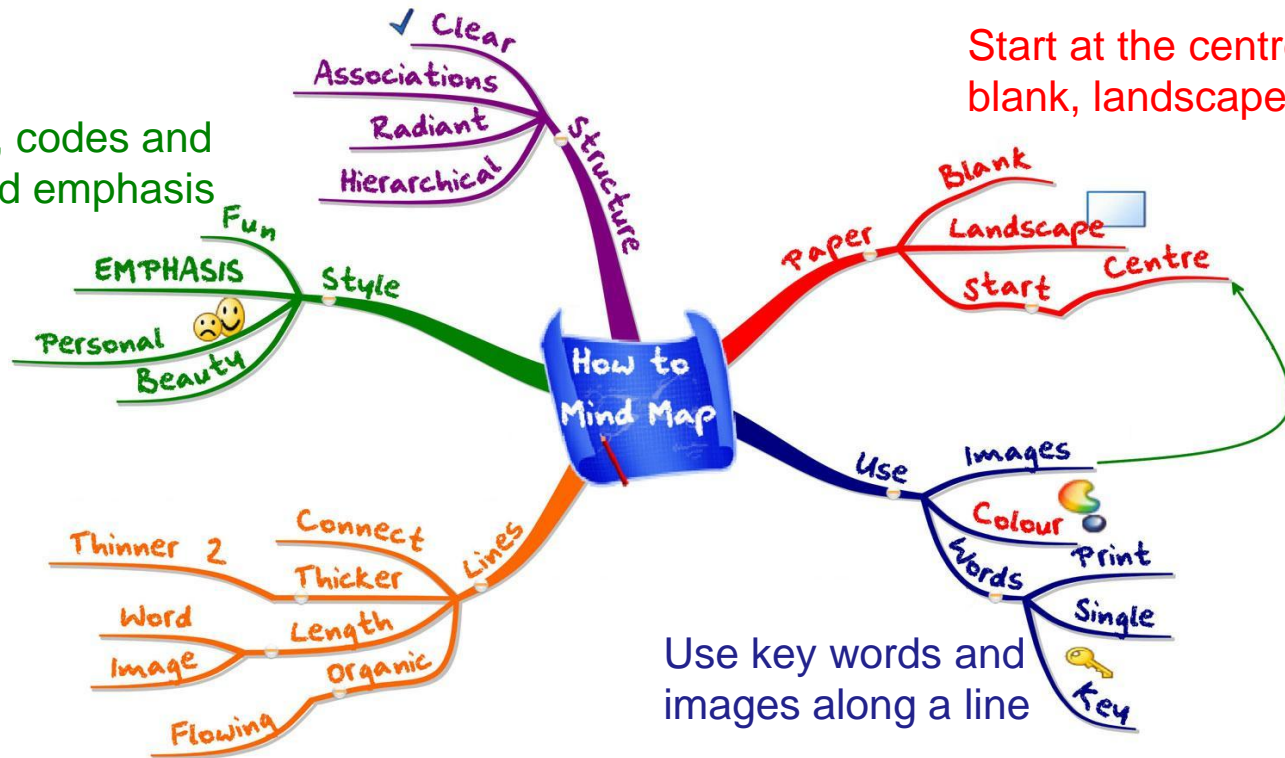 Start at the centre
blank, landscape
, codes and
d emphasis
Clear
Associations
Radiant
Hierarchical
Structure
Fun
EMPHASIS
Personal
Beauty
Style
Paper
Blank
Landscape
Start
Centre
How to
Mind Map
Use
Images
Colour
Words
Print
Single
Key
Lines
Connect
Thinner 2
Thicker
Word
Image
Length
Organic
Flowing
Use key words and
images along a line